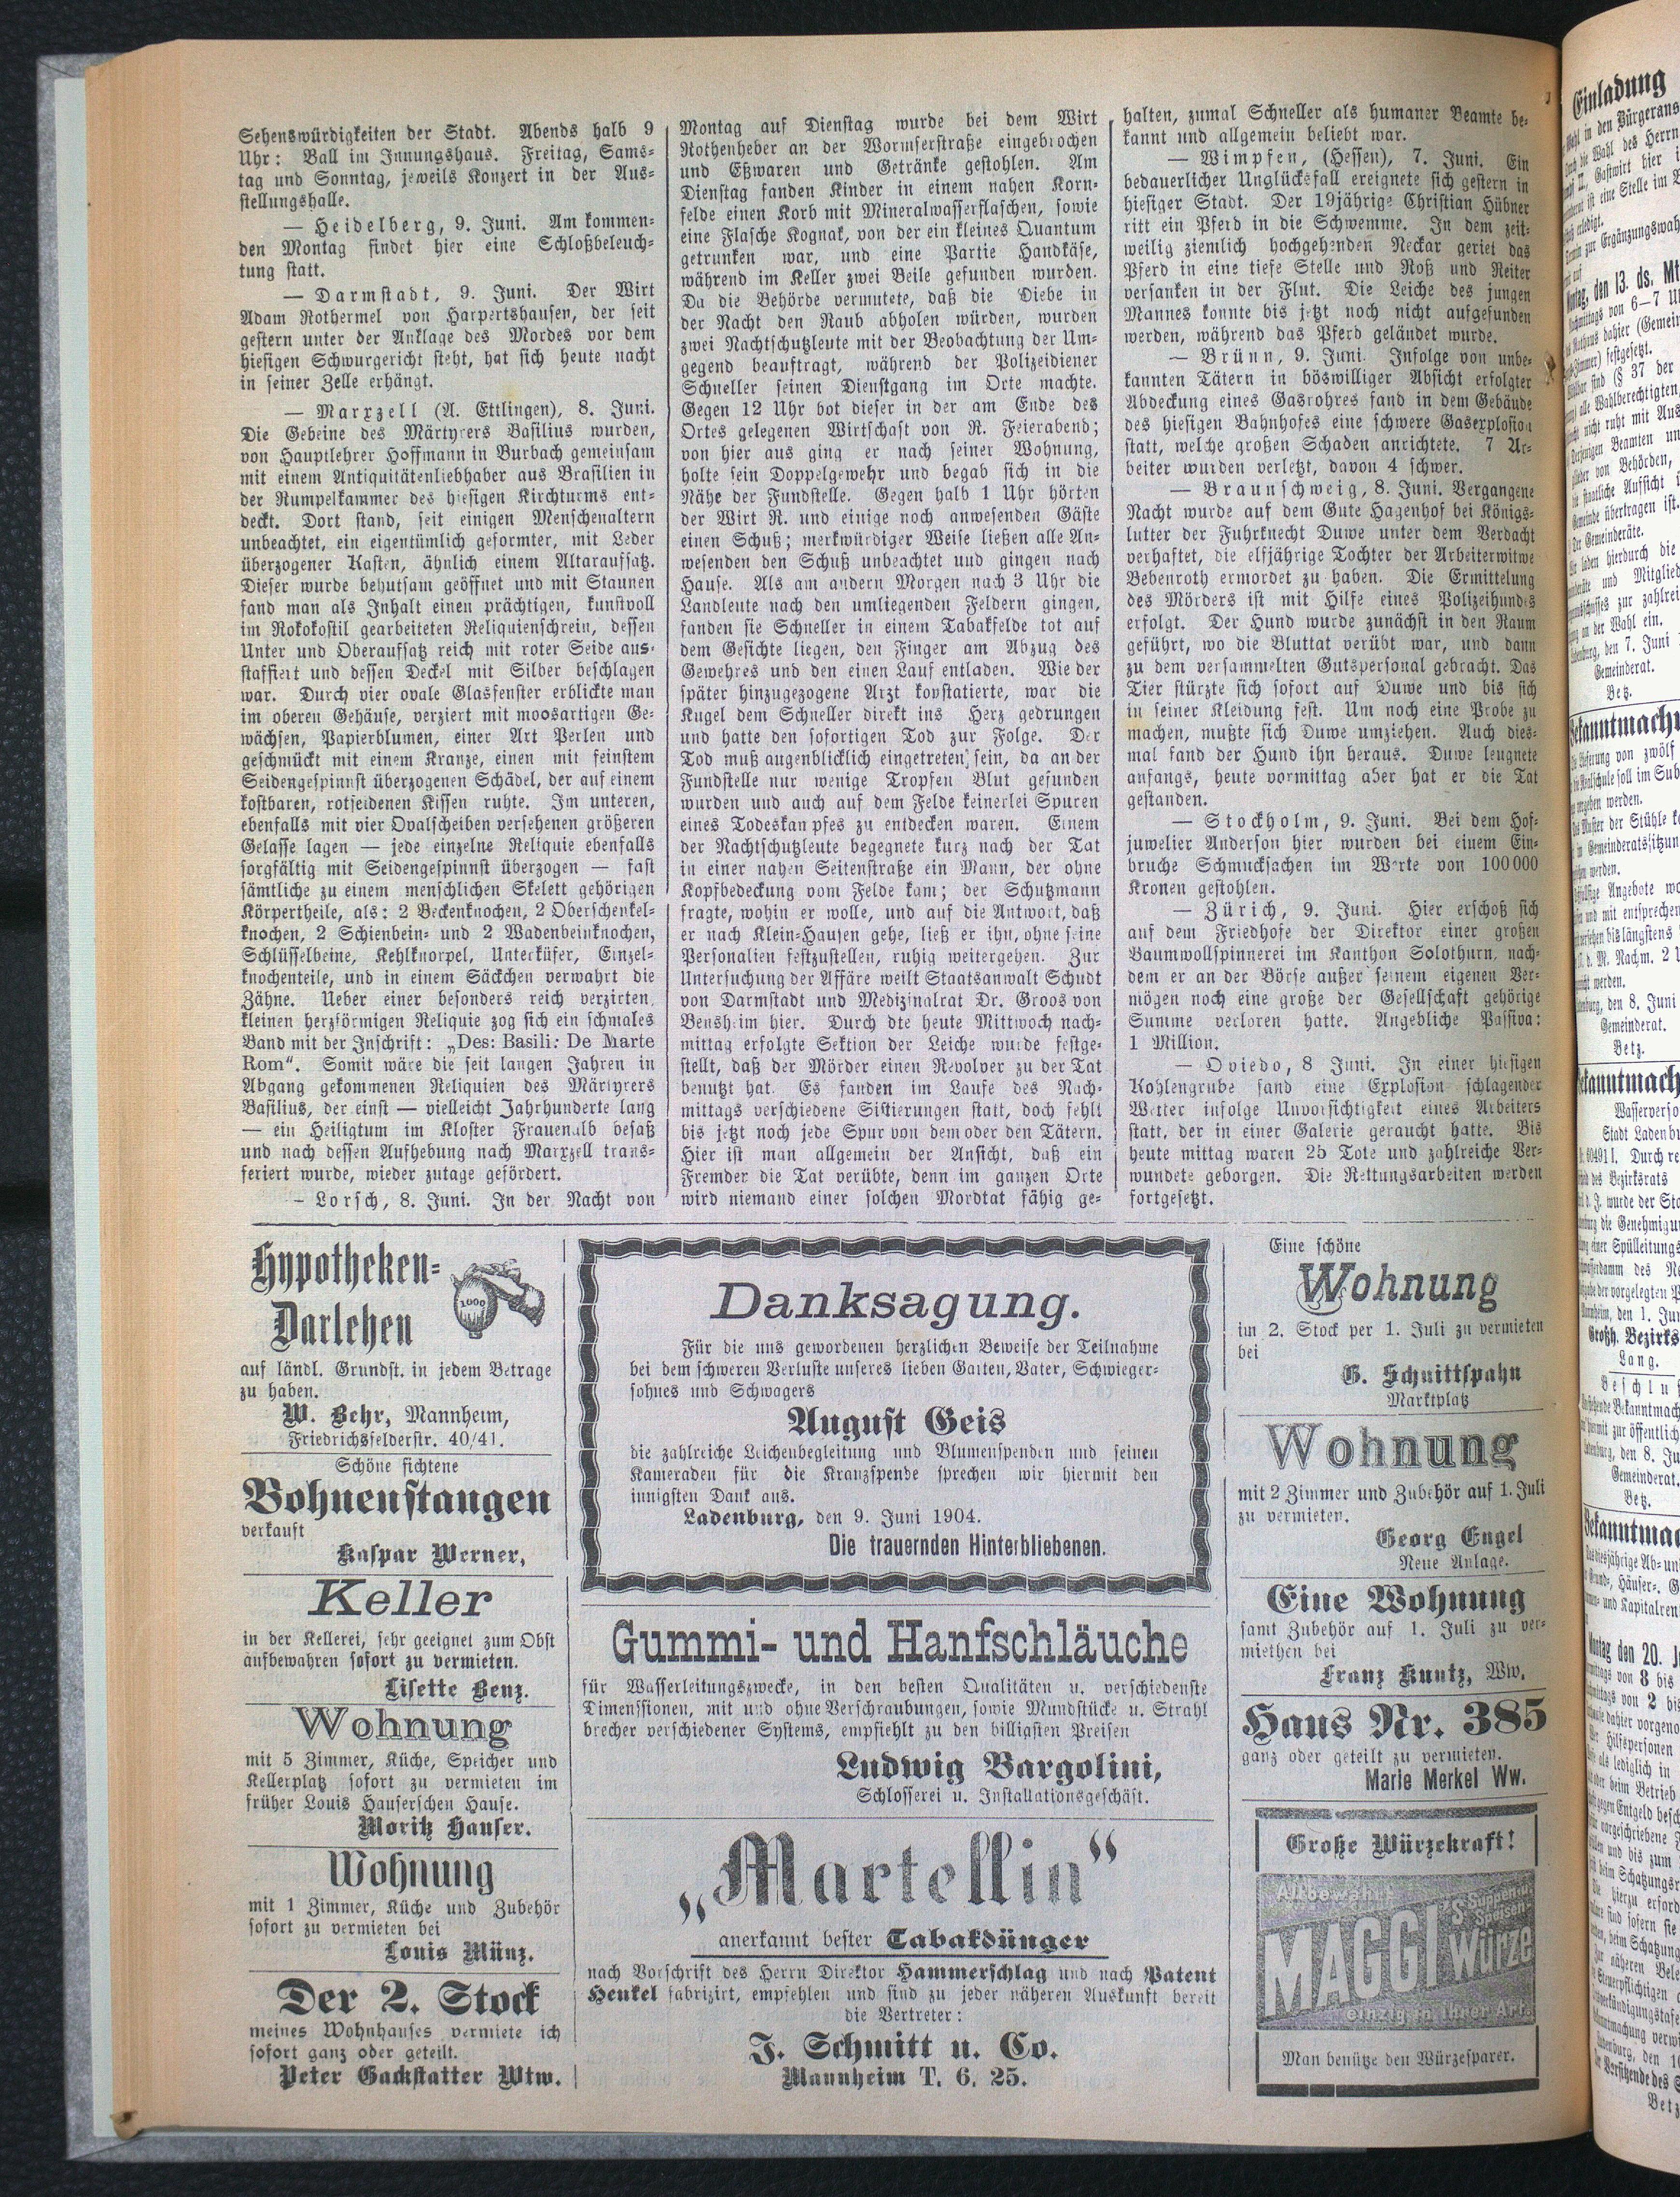 Sehenswürdigkeiten der Stadt. Abends halb 9
Uhr: Ball im Innungshaus. Freitag, Sams-
tag und Sonntag, jeweils Konzert in der Aus-
stellungshalle.
— Heidelberg, 9. Juni. Am kommen-
den Montag findet hier eine Schloßbeleuch-
tung statt.
— Darmstadt, 9. Juni. Der Wirt
Adam Rothermel von Harpertshausen, der seit
gestern unter der Anklage des Mordes vor dem
hiesigen Schwurgericht steht, hat sich heute nacht
in seiner Zelle erhängt.
— Marxzell (A. Ettlingen), 8. Juni.
Die Gebeine des Märtyrers Basilius wurden,
von Hauptlehrer Hoffmann in Burbach gemeinsam
mit einem Antiquitätenliebhaber aus Brasilien in
der Rumpelkammer des hiesigen Kirchturms ent-
deckt. Dort stand, seit einigen Menschenaltern
unbeachtet, ein eigentümlich geformter, mit Leder
überzogener Kasten, ähnlich einem Altaraufsatz.
Dieser wurde behutsam geöffnet und mit Staunen
fand man als Inhalt einen prächtigen, kunstvoll
im Rokokostil gearbeiteten Reliquienschrein, dessen
Unter und Oberaufsatz reich mit roter Seide aus-
staffiert und dessen Deckel mit Silber beschlagen
war. Durch vier ovale Glasfenster erblickte man
im oberen Gehäuse, verziert mit moosartigen Ge-
wächsen, Papierblumen, einer Art Perlen und
geschmückt mit einem Kranze, einen mit feinstem
Seidengespinnst überzogenen Schädel, der auf einem
kostbaren, rotseidenen Kissen ruhte. Im unteren,
ebenfalls mit vier Ovalscheiben versehenen größeren
Gelasse lagen — jede einzelne Reliquie ebenfalls
sorgfältig mit Seidengespinnst überzogen — fast
sämtliche zu einem menschlichen Skelett gehörigen
Körpertheile, als: 2 Beckenknochen, 2 Oberschenkel-
knochen, 2 Schienbein- und 2 Wadenbeinknochen,
Schlüsselbeine, Kehlknorpel, Unterkiefer, Einzel-
knochenteile, und in einem Säckchen verwahrt die
Zähne. Ueber einer besonders reich verzirten,
kleinen herzförmigen Reliquie zog sich ein schmales
Band mit der Inschrift: „Des: Basili: De Marte
Rom“. Somit wäre die seit langen Jahren in
Abgang gekommenen Reliquien des Märtyrers
Basilius, der einst — vielleicht Jahrhunderte lang
— ein Heiligtum im Kloster Frauenalb besaß
und nach dessen Aufhebung nach Marxzell trans-
feriert wurde, wieder zutage gefördert.
– Lorsch, 8. Juni. In der Nacht von
Montag auf Dienstag wurde bei dem Wirt
Rothenheber an der Wormserstraße eingebrochen
und Eßwaren und Getränke gestohlen. Am
Dienstag fanden Kinder in einem nahen Korn-
felde einen Korb mit Mineralwasserflaschen, sowie
eine Flasche Kognak, von der ein kleines Quantum
getrunken war, und eine Partie Handkäse,
während im Keller zwei Beile gefunden wurden.
Da die Behörde vermutete, daß die Diebe in
der Nacht den Raub abholen würden, wurden
zwei Nachtschutzleute mit der Beobachtung der Um-
gegend beauftragt, während der Polizeidiener
Schneller seinen Dienstgang im Orte machte.
Gegen 12 Uhr bot dieser in der am Ende des
Ortes gelegenen Wirtschaft von R. Feierabend;
von hier aus ging er nach seiner Wohnung,
holte sein Doppelgewehr und begab sich in die
Nähe der Fundstelle. Gegen halb 1 Uhr hörten
der Wirt R. und einige noch anwesenden Gäste
einen Schuß; merkwürdiger Weise ließen alle An-
wesenden den Schuß unbeachtet und gingen nach
Hause. Als am andern Morgen nach 3 Uhr die
Landleute nach den umliegenden Feldern gingen,
fanden sie Schneller in einem Tabakfelde tot auf
dem Gesichte liegen, den Finger am Abzug des
Gewehres und den einen Lauf entladen. Wie der
später hinzugezogene Arzt konstatierte, war die
Kugel dem Schneller direkt ins Herz gedrungen
und hatte den sofortigen Tod zur Folge. Der
Tod muß augenblicklich eingetreten sein, da an der
Fundstelle nur wenige Tropfen Blut gefunden
wurden und auch auf dem Felde keinerlei Spuren
eines Todeskampfes zu entdecken waren. Einem
der Nachtschutzleute begegnete kurz nach der Tat
in einer nahen Seitenstraße ein Mann, der ohne
Kopfbedeckung vom Felde kam; der Schutzmann
fragte, wohin er wolle, und auf die Antwort, daß
er nach Klein-Hausen gehe, ließ er ihn, ohne seine
Personalien festzustellen, ruhig weitergehen. Zur
Untersuchung der Affäre weilt Staatsanwalt Schudt
von Darmstadt und Medizinalrat Dr. Groos von
Bensheim hier. Durch dte heute Mittwoch nach-
mittag erfolgte Sektion der Leiche wurde festge-
stellt, daß der Mörder einen Revolver zu der Tat
benutzt hat. Es fanden im Laufe des Nach-
mittags verschiedene Sistierungen statt, doch fehlt
bis jetzt noch jede Spur von dem oder den Tätern.
Hier ist man allgemein der Ansicht, daß ein
Fremder die Tat verübte, denn im ganzen Orte
wird niemand einer solchen Mordtat fähig ge-
halten, zumal Schneller als humaner Beamte be-
kannt und allgemein beliebt war.
— Wimpfen, (Hessen), 7. Juni. Ein
bedauerlicher Unglücksfall ereignete sich gestern in
hiesiger Stadt. Der 19jährige Christian Hübner
ritt ein Pferd in die Schwemme. In dem zeit-
weilig ziemlich hochgehenden Neckar geriet das
Pferd in eine tiefe Stelle und Roß und Reiter
versanken in der Flut. Die Leiche des jungen
Mannes konnte bis jetzt noch nicht aufgefunden
werden, während das Pferd geländet wurde.
— Brünn, 9. Juni. Infolge von unbe-
kannten Tätern in böswilliger Absicht erfolgter
Abdeckung eines Gasrohres fand in dem Gebäude
des hiesigen Bahnhofes eine schwere Gasexplosion
statt, welche großen Schaden anrichtete. 7 Ar-
beiter wurden verletzt, davon 4 schwer.
— Braunschweig, 8. Juni. Vergangene
Nacht wurde auf dem Gute Hagenhof bei Königs-
lutter der Fuhrknecht Duwe unter dem Verdacht
verhaftet, die elfjährige Tochter der Arbeiterwitwe
Bebenroth ermordet zu haben. Die Ermittelung
des Mörders ist mit Hilfe eines Polizeihundes
erfolgt. Der Hund wurde zunächst in den Raum
geführt, wo die Bluttat verübt war, und dann
zu dem versammelten Gutspersonal gebracht. Das
Tier stürzte sich sofort auf Duwe und bis sich
in seiner Kleidung fest. Um noch eine Probe zu
machen, mußte sich Duwe umziehen. Auch dies-
mal fand der Hund ihn heraus. Duwe leugnete
anfangs, heute vormittag aber hat er die Tat
gestanden.
— Stockholm, 9. Juni. Bei dem Hof-
juwelier Anderson hier wurden bei einem Ein-
bruche Schmucksachen im Werte von 100000
Kronen gestohlen.
— Zürich, 9. Juni. Hier erschoß sich
auf dem Friedhofe der Direktor einer großen
Baumwollspinnerei im Kanthon Solothurn, nach-
dem er an der Börse außer seinem eigenen Ver-
mögen noch eine große der Gesellschaft gehörige
Summe verloren hatte. Angebliche Passiva:
1 Million.
— Oviedo, 8 Juni. In einer hiesigen
Kohlengrube fand eine Explosion schlagender
Wetter infolge Unvorsichtigkeit eines Arbeiters
statt, der in einer Galerie geraucht hatte. Bis
heute mittag waren 25 Tote und zahlreiche Ver-
wundete geborgen. Die Rettungsarbeiten werden
fortgesetzt.
Hypotheken-
Darlehen
1000
auf ländl. Grundst. in jedem Betrage
zu haben.
W. Behr, Mannheim,
Friedrichsfelderstr. 40/41.
Schöne fichtene
Bohnenstangen
verkauft
Kaspar Werner,
Keller
in der Kellerei, sehr geeignet zum Obst
aufbewahren sofort zu vermieten.
Lisette Benz.
Wohnung
mit 5 Zimmer, Küche, Speicher und
Kellerplatz sofort zu vermieten im
früher Louis Hauserschen Hause.
Moritz Hauser.
Wohnung
mit 1 Zimmer, Küche und Zubehör
sofort zu vermieten bei
Louis Münz.
Der 2. Stock
meines Wohnhauses vermiete ich
sofort ganz oder geteilt.
Peter Gackstatter Wtw.
Danksagung.
Für die uns gewordenen herzlichen Beweise der Teilnahme
bei dem schweren Verluste unseres lieben Gatten, Vater, Schwieger-
sohnes und Schwagers
August Geis
die zahlreiche Leichenbegleitung und Blumenspenden und seinen
Kameraden für die Kranzspende sprechen wir hiermit den
innigsten Dank aus.
Ladenburg, den 9. Juni 1904.
Die trauernden Hinterbliebenen.
Gummi- und Hanfschläuche
für Wasserleitungszwecke, in den besten Qualitäten u. verschiedenste
Dimensionen, mit und ohne Verschraubungen, sowie Mundstücke u. Strahl
brecher verschiedener Systems, empfiehlt zu den billigsten Preisen
Ludwig Bargolini,
Schlosserei u. Installationsgeschäft.
„Martellin“
anerkannt bester Tabakdünger
nach Vorschrift des Herrn Direktor Hammerschlag und nach Patent
Henkel fabrizirt, empfehlen und sind zu jeder näheren Auskunft bereit
die Vertreter:
J. Schmitt u. Co.
Mannheim T. 6. 25.
Eine schöne
Wohnung
im 2. Stock per 1. Juli zu vermieten
bei
G. Schnittspahn
Marktplatz
Wohnung
mit 2 Zimmer und Zubehör auf 1. Juli
zu vermieten.
Georg Engel
Neue Anlage.
Eine Wohnung
samt Zubehör auf 1. Juli zu ver-
miethen bei
Franz Kuntz, Ww.
Haus Nr. 385
ganz oder geteilt zu vermieten.
Marie Merkel Ww.
Große Würzekraft!
Altbewährt
Suppen u.
Speisen
MAGGI's Würze
einzig in ihrer Art.
Man benütze den Würzesparer.
Einladung
den 13. ds. Mt
von 6–7 U
Gemeinderat.
Betz.
Gemeinderat.
Betz.
Großh. Bezirks
Lang.
Gemeinderat.
Betz.
den 20. J